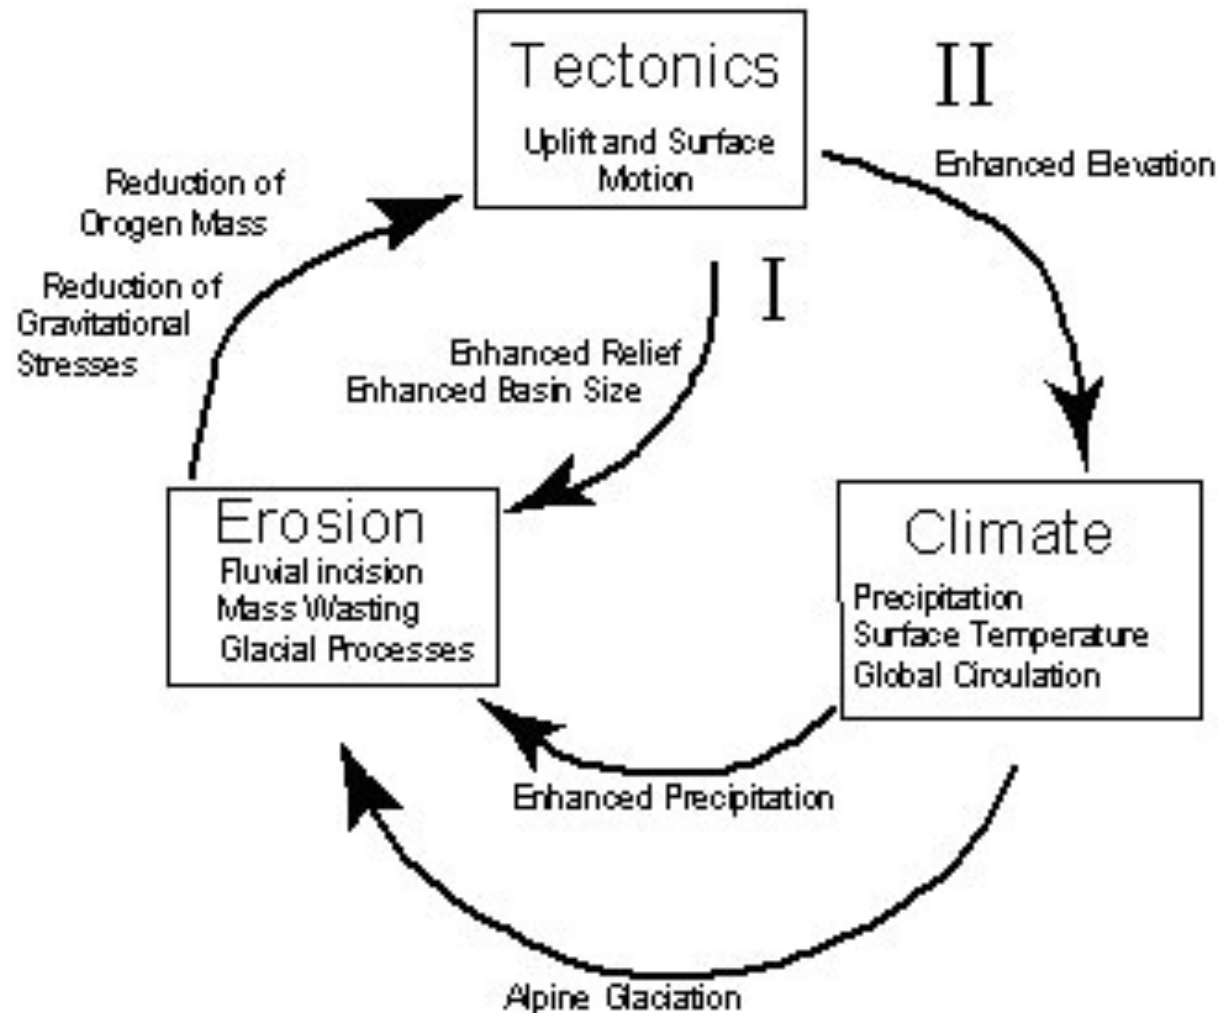 Tectonics
Uplift and Surface
Motion
II
Enhanced Elevation
Reduction of
Orogen Mass
Reduction of
Gravitational
Stresses
I
Enhanced Relief
Enhanced Basin Size
Erosion
Fluvial incision
Mass Wasting
Glacial Processes
Climate
Precipitation
Surface Temperature
Global Circulation
Enhanced Precipitation
Alpine Glaciation